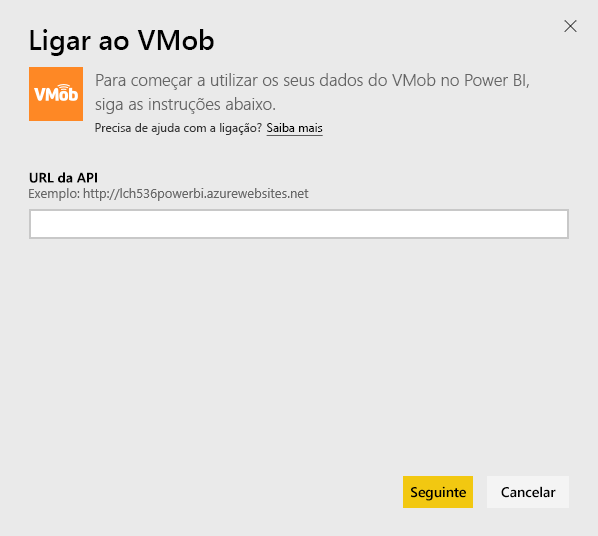 Ligar ao VMob
VMob
Para começar a utilizar os seus dados do VMob no Power BI,
siga as instruções abaixo.
Precisa de ajuda com a ligação? Saiba mais
URL da API
Exemplo: http://lch536powerbi.azurewebsites.net
Seguinte
Cancelar